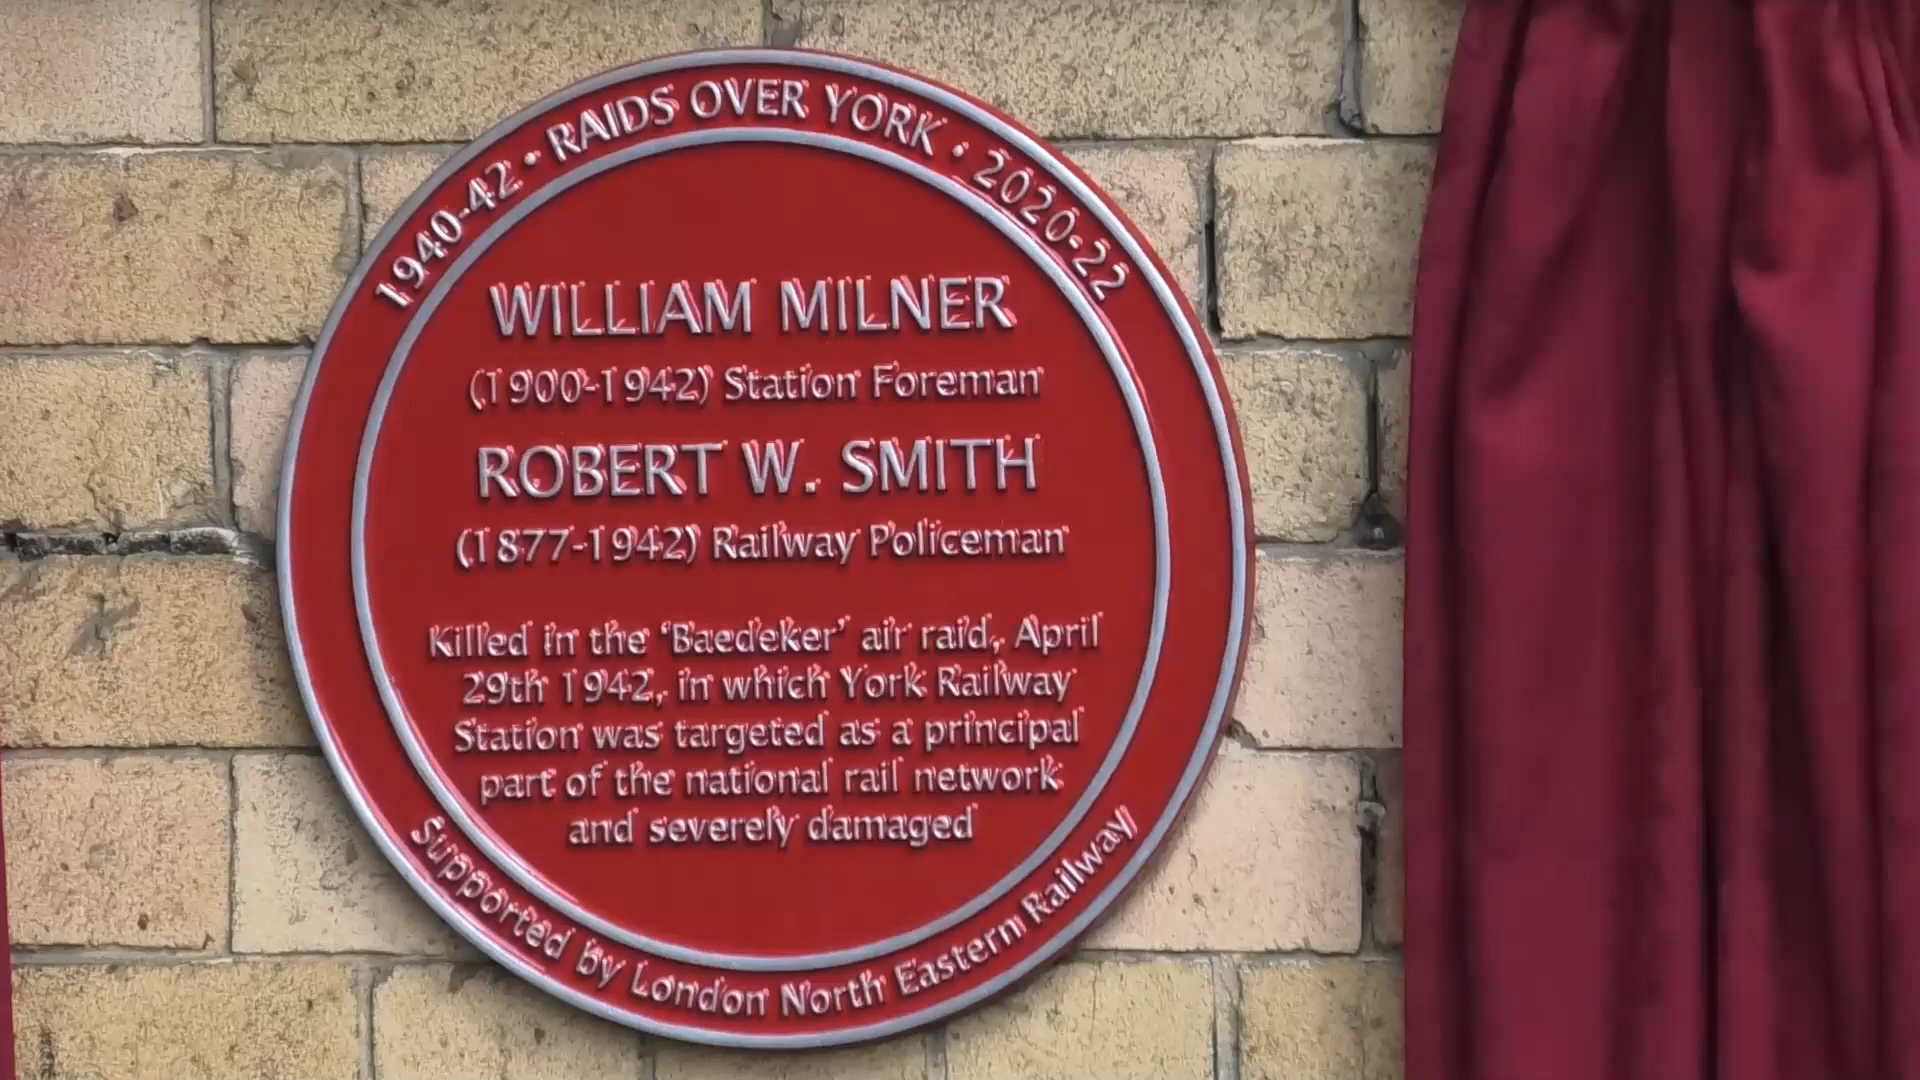 1940-42 • RAIDS OVER YORK • 2020-22
WILLIAM MILNER
(1900-1942) Station Foreman
ROBERT W. SMITH
(1877-1942) Railway Policeman
Killed in the ‘Baedeker’ air raid, April
29th 1942, in which York Railway
Station was targeted as a principal
part of the national rail network
and severely damaged
Supported by London North Eastern Railway